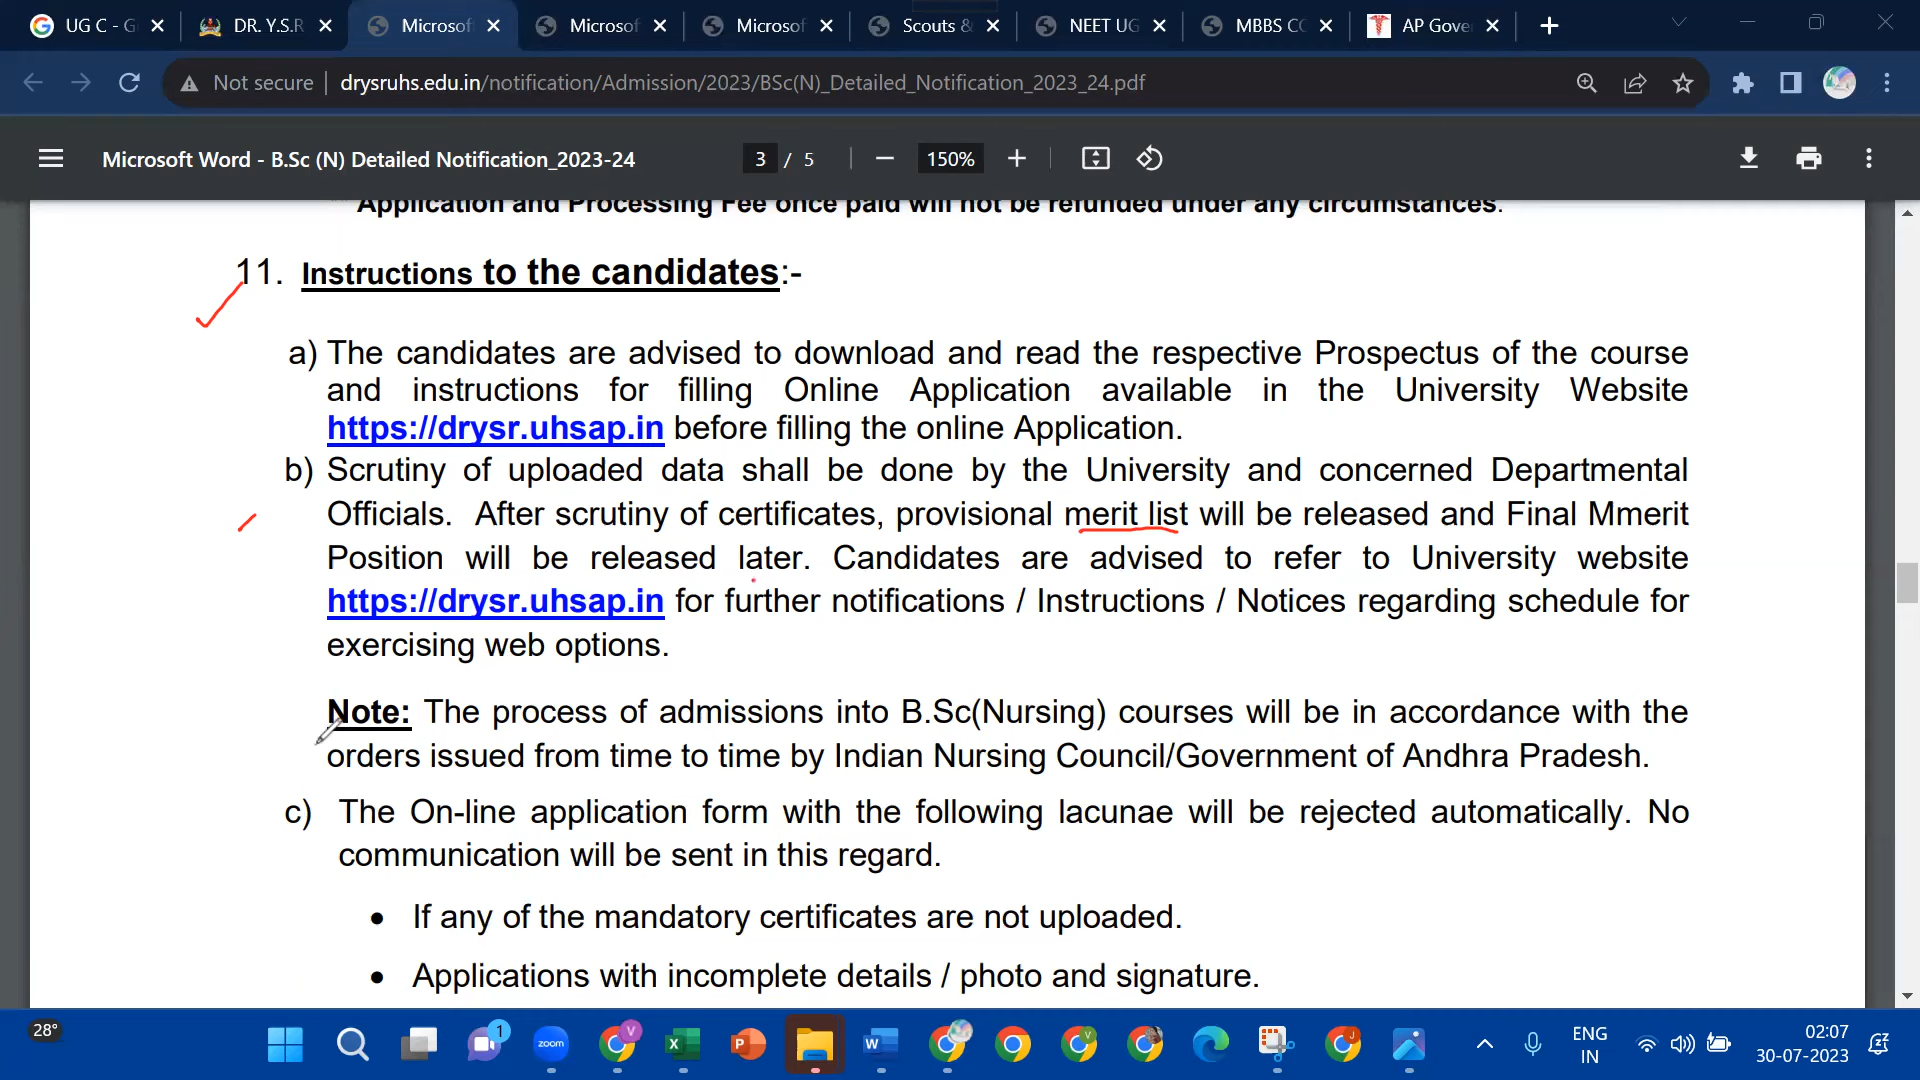 UG C - G
DR. Y.S.R
Microsof
Microsof
Microsof
Scouts &
NEET UG
MBBS CC
AP Gove
Not secure
drysruhs.edu.in/notification/Admission/2023/BSc(N)_Detailed_Notification_2023_24.pdf
Microsoft Word - B.Sc (N) Detailed Notification_2023-24
3 / 5
150%
Application and Processing Fee once paid will not be refunded under any circumstances.
11. Instructions to the candidates:-
a) The candidates are advised to download and read the respective Prospectus of the course
and instructions for filling Online Application available in the University Website
https://drysr.uhsap.in before filling the online Application.
b) Scrutiny of uploaded data shall be done by the University and concerned Departmental
Officials. After scrutiny of certificates, provisional merit list will be released and Final Mmerit
Position will be released later. Candidates are advised to refer to University website
https://drysr.uhsap.in for further notifications / Instructions / Notices regarding schedule for
exercising web options.
Note: The process of admissions into B.Sc(Nursing) courses will be in accordance with the
orders issued from time to time by Indian Nursing Council/Government of Andhra Pradesh.
c) The On-line application form with the following lacunae will be rejected automatically. No
communication will be sent in this regard.
• If any of the mandatory certificates are not uploaded.
• Applications with incomplete details / photo and signature.
28°
1
zoom
V
X
P
W
V
J
ENG
IN
02:07
30-07-2023